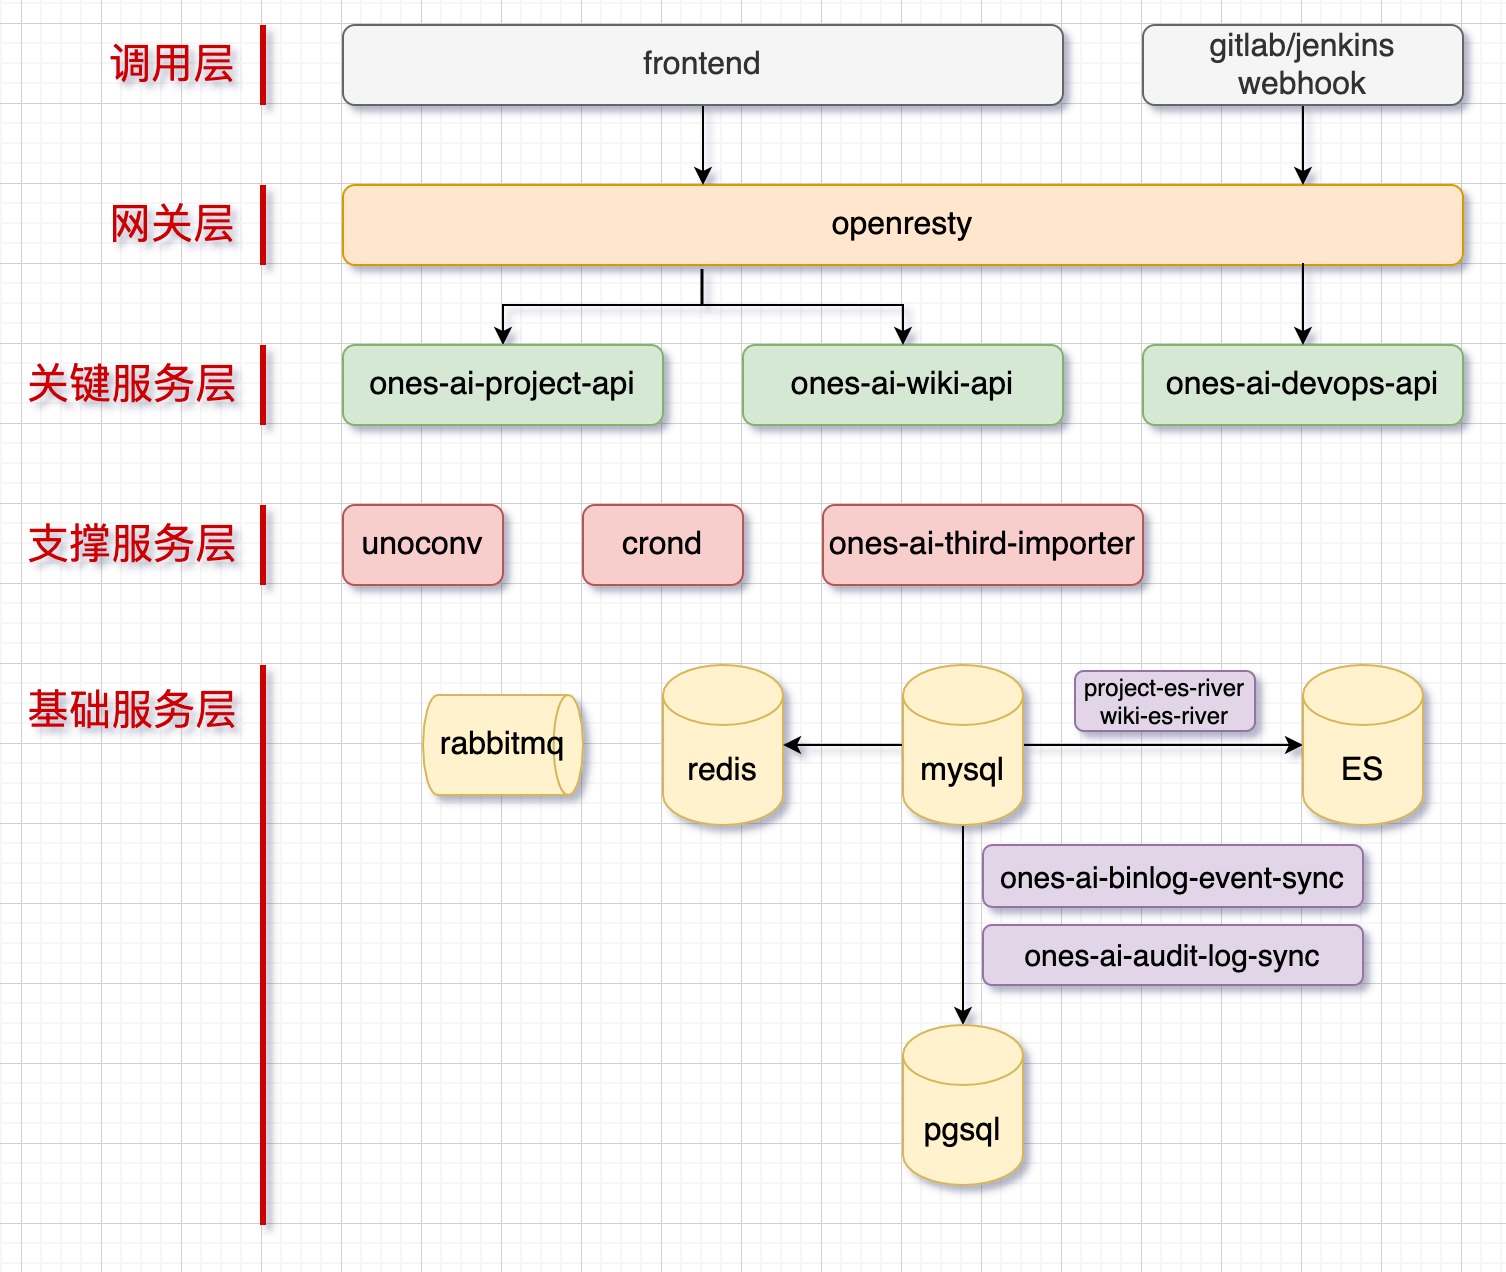 调用层
frontend
gitlab/jenkins
webhook
网关层
openresty
关键服务层
ones-ai-project-api
ones-ai-wiki-api
ones-ai-devops-api
支撑服务层
unoconv
crond
ones-ai-third-importer
基础服务层
rabbitmq
redis
mysql
project-es-river
wiki-es-river
ES
ones-ai-binlog-event-sync
ones-ai-audit-log-sync
pgsql